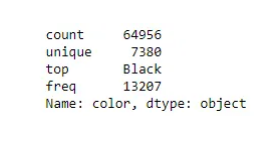 count     64956
unique     7380
top       Black
freq      13207
Name: color, dtype: object